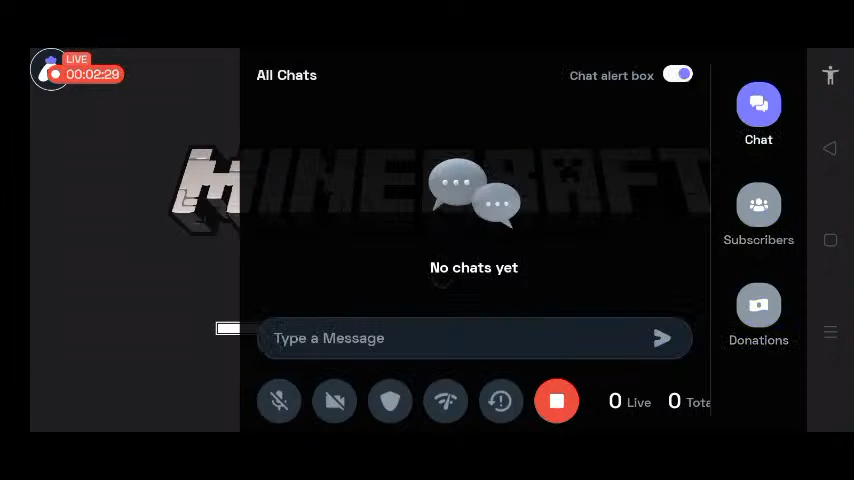 LIVE
00:02:29
All Chats
Chat alert box
Chat
MINECRAFT
Subscribers
No chats yet
Type a Message
Donations
0 Live
0 Tota